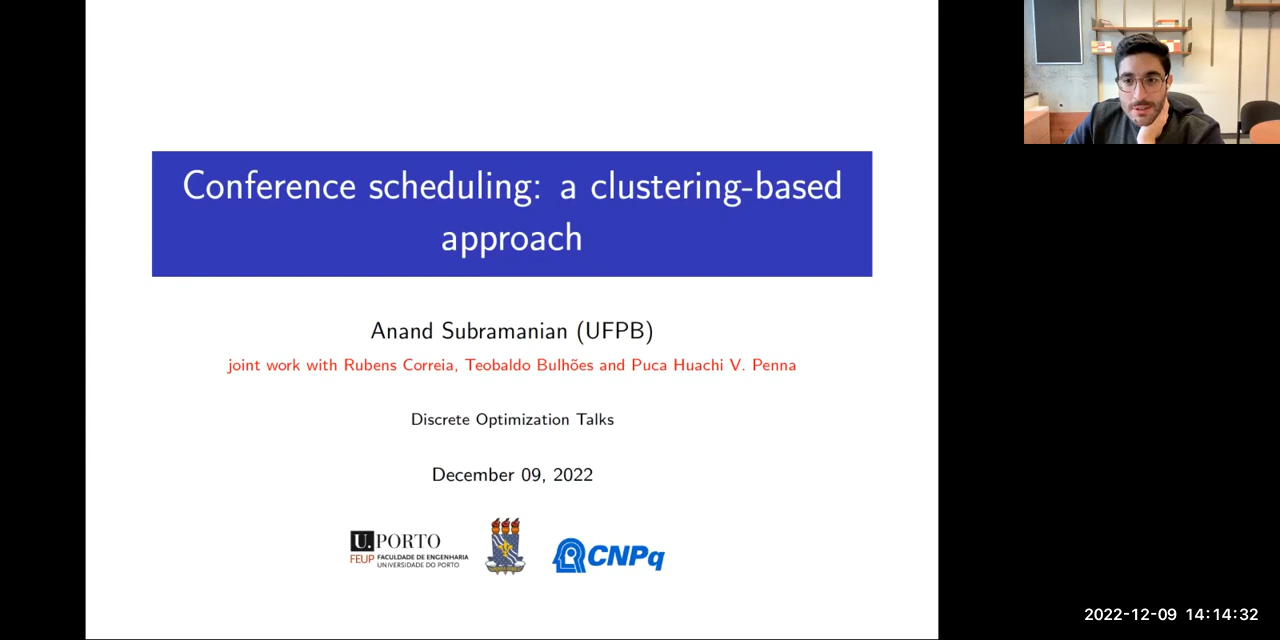 Conference scheduling: a clustering-based
approach
Anand Subramanian (UFPB)
joint work with Rubens Correia, Teobaldo Bulhões and Puca Huachi V. Penna
Discrete Optimization Talks
December 09, 2022
U. PORTO
FEUP FACULDADE DE ENGENHARIA
UNIVERSIDADE DO PORTO
CNPq
2022-12-09 14:14:32